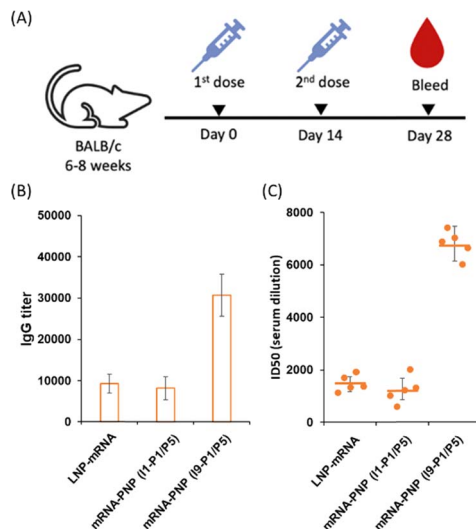 (A)
1st dose
2nd dose
Bleed
BALB/c
6-8 weeks
Day 0
Day 14
Day 28
(B)
IgG titer
50000
40000
30000
20000
10000
0
LNP-mRNA
mRNA-PNP (I1-P1/P5)
mRNA-PNP (I9-P1/P5)
(C)
ID50 (serum dilution)
8000
6000
4000
2000
0
LNP-mRNA
mRNA-PNP (I1-P1/P5)
mRNA-PNP (I9-P1/P5)